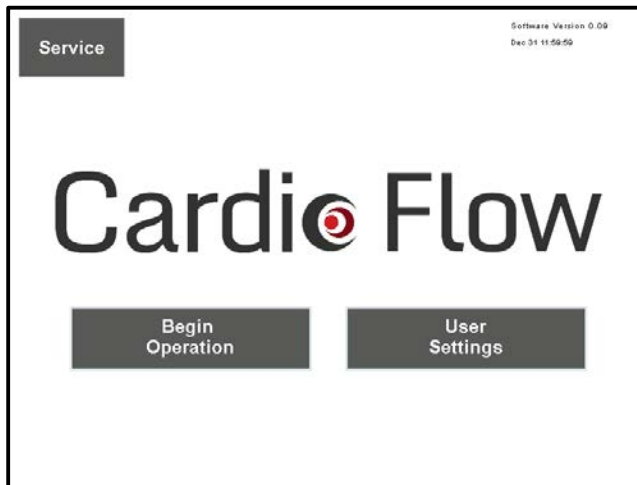 Service
Software Version 0.09
Dec 31 11:59:59
Cardio Flow
Begin
Operation
User
Settings